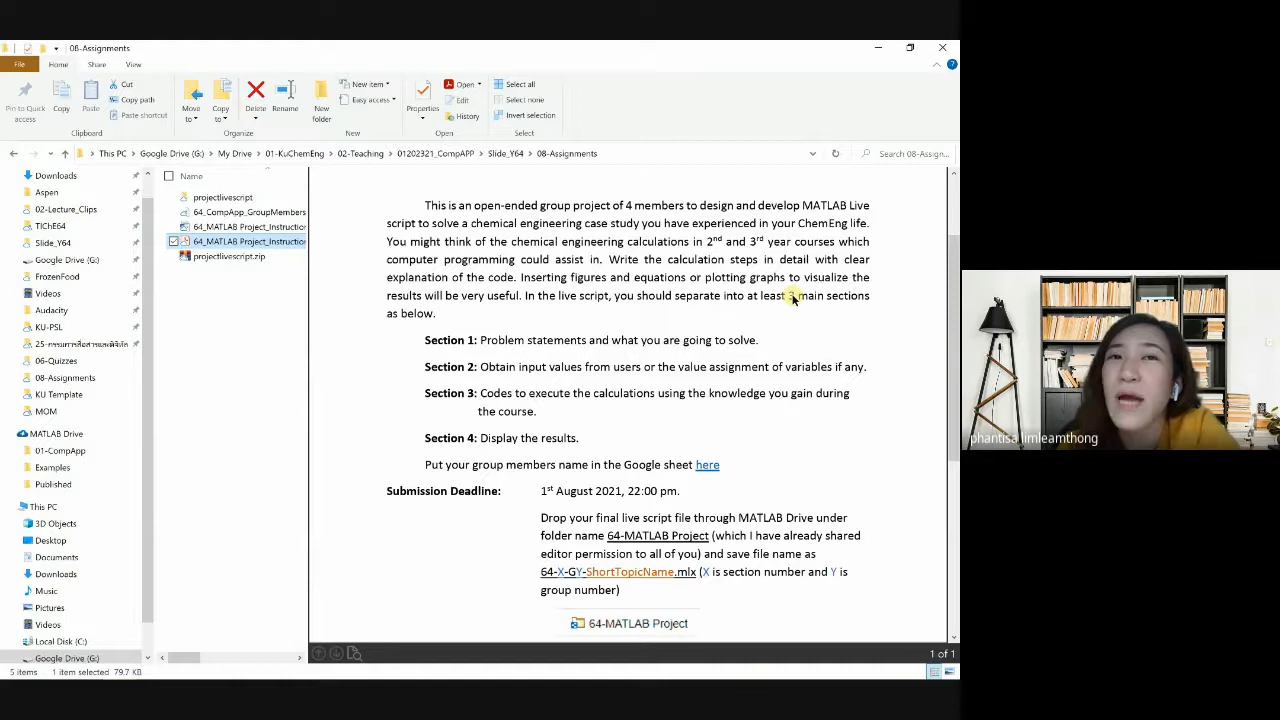 08-Assignments
File
Home
Share
View
Pin to Quick access
Copy
Paste
Cut
Copy path
Paste shortcut
Clipboard
Move to
Copy to
Delete
Rename
Organize
New folder
New item
Easy access
New
Properties
Open
Edit
History
Open
Select all
Select none
Invert selection
Select
This PC > Google Drive (G:) > My Drive > 01-KuChemEng > 02-Teaching > 01202321_CompAPP > Slide_Y64 > 08-Assignments
Search 08-Assign...
Downloads
Aspen
02-Lecture_Clips
TIChE64
Slide_Y64
Google Drive (G:)
FrozenFood
Videos
Audacity
KU-PSL
06-Quizzes
08-Assignments
KU Template
MOM
MATLAB Drive
01-CompApp
Examples
Published
This PC
3D Objects
Desktop
Documents
Downloads
Music
Pictures
Videos
Local Disk (C:)
Google Drive (G:)
Name
projectlivescript
64_CompApp_GroupMembers
64_MATLAB Project_Instruction
64_MATLAB Project_Instruction
projectlivescript.zip
This is an open-ended group project of 4 members to design and develop MATLAB Live
script to solve a chemical engineering case study you have experienced in your ChemEng life.
You might think of the chemical engineering calculations in 2nd and 3rd year courses which
computer programming could assist in. Write the calculation steps in detail with clear
explanation of the code. Inserting figures and equations or plotting graphs to visualize the
results will be very useful. In the live script, you should separate into at least 3 main sections
as below.
Section 1: Problem statements and what you are going to solve.
Section 2: Obtain input values from users or the value assignment of variables if any.
Section 3: Codes to execute the calculations using the knowledge you gain during
the course.
Section 4: Display the results.
Put your group members name in the Google sheet here
Submission Deadline: 1st August 2021, 22:00 pm.
Drop your final live script file through MATLAB Drive under
folder name 64-MATLAB Project (which I have already shared
editor permission to all of you) and save file name as
64-X-GY-ShortTopicName.mlx (X is section number and Y is
group number)
64-MATLAB Project
1 of 1
5 items
1 item selected 79.7 KB
phantisa limleamthong